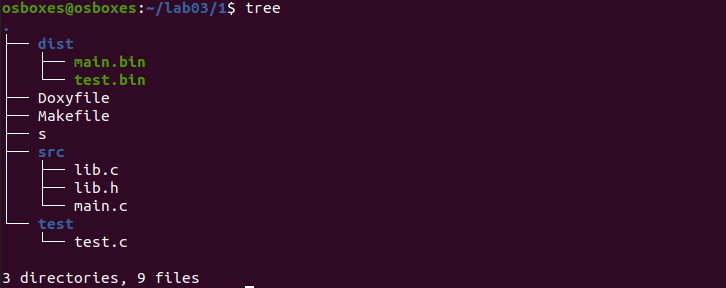 osboxes@osboxes:~/lab03/1$ tree
.
├── dist
│   ├── main.bin
│   └── test.bin
├── Doxyfile
├── Makefile
├── s
├── src
│   ├── lib.c
│   ├── lib.h
│   └── main.c
└── test
    └── test.c
3 directories, 9 files